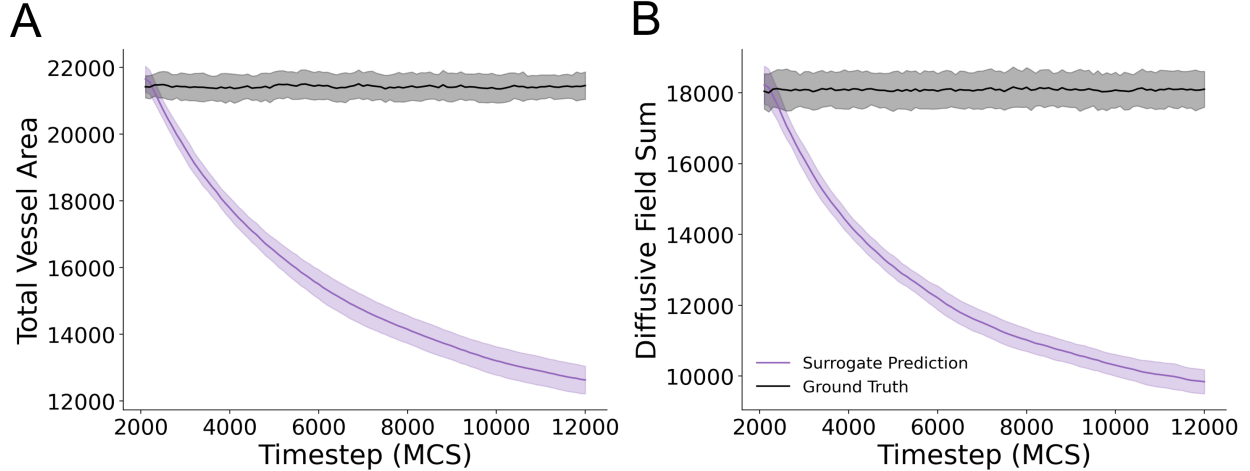 A
B
Total Vessel Area
22000
20000
18000
16000
14000
12000
2000 4000 6000 8000 10000 12000
Timestep (MCS)
Diffusive Field Sum
18000
16000
14000
12000
10000
Surrogate Prediction
Ground Truth
2000 4000 6000 8000 10000 12000
Timestep (MCS)